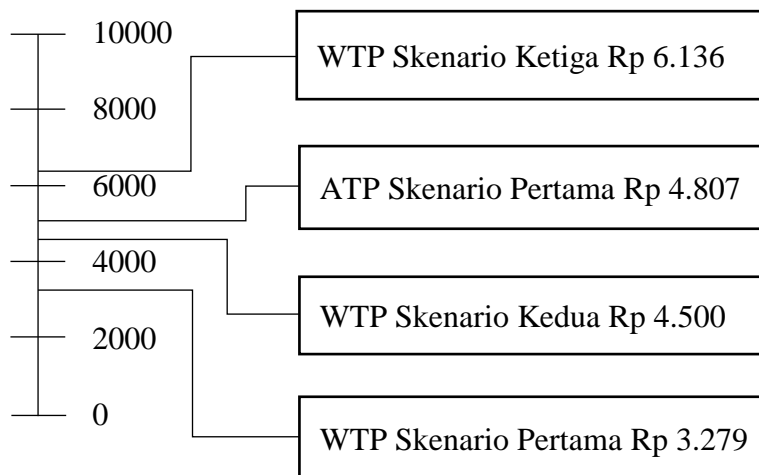 10000
WTP Skenario Ketiga Rp 6.136
8000
6000
ATP Skenario Pertama Rp 4.807
4000
WTP Skenario Kedua Rp 4.500
2000
0
WTP Skenario Pertama Rp 3.279